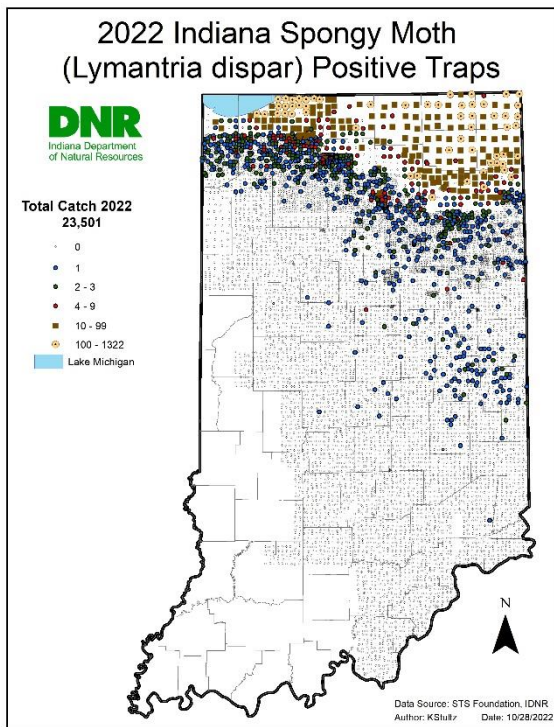 2022 Indiana Spongy Moth
(Lymantria dispar) Positive Traps
DNR
Indiana Department
of Natural Resources
Total Catch 2022
23,501
0
1
2 - 3
4 - 9
10 - 99
100 - 1322
Lake Michigan
N
Data Source: STS Foundation, IDNR
Author: KStultz Date: 10/28/2022